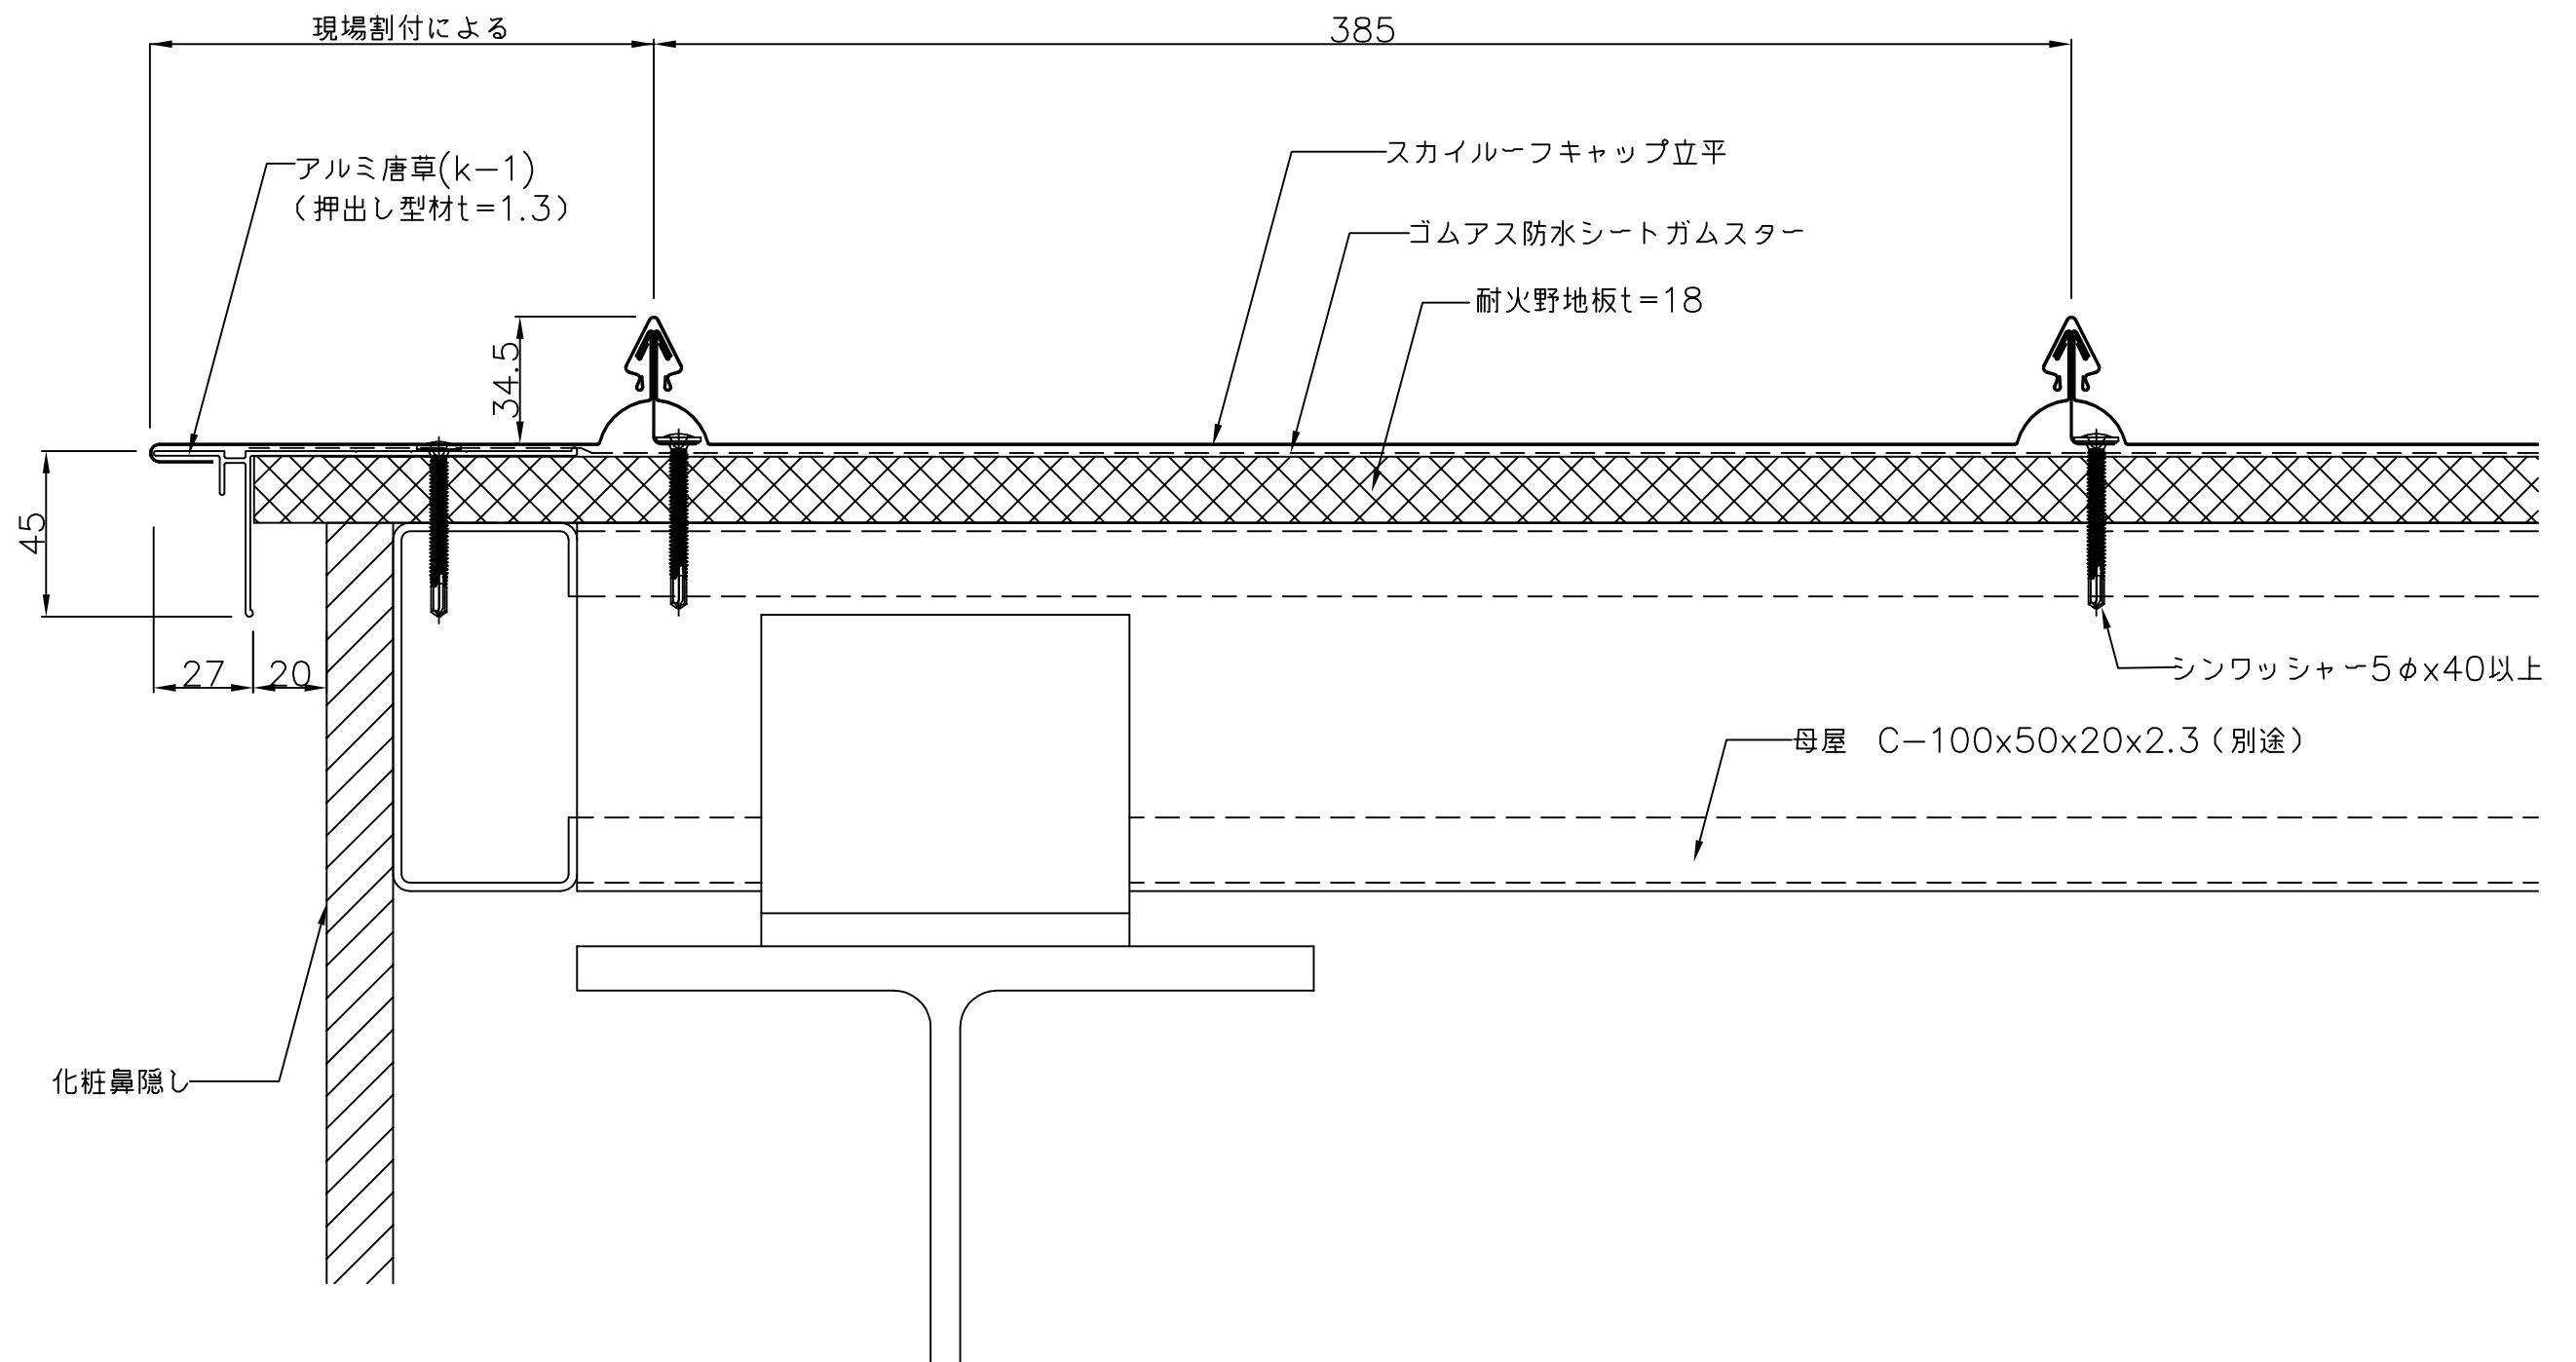 現場割付による
385
スカイルーフキャップ立平
アルミ唐草(k-1)
（押出し型材t=1.3）
ゴムアス防水シートガムスター
耐火野地板t=18
34.5
45
27
20
シンワッシャー5φx40以上
母屋　C-100x50x20x2.3（別途）
化粧鼻隠し